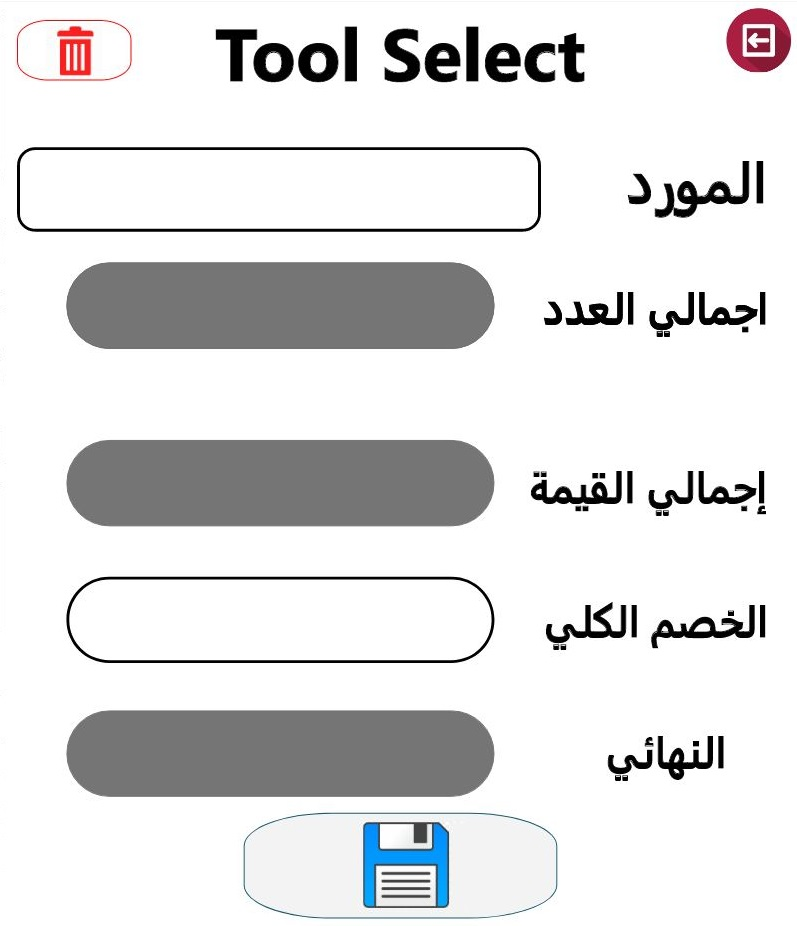 Tool Select
المورد
اجمالي العدد
إجمالي القيمة
الخصم الكلي
النهائي